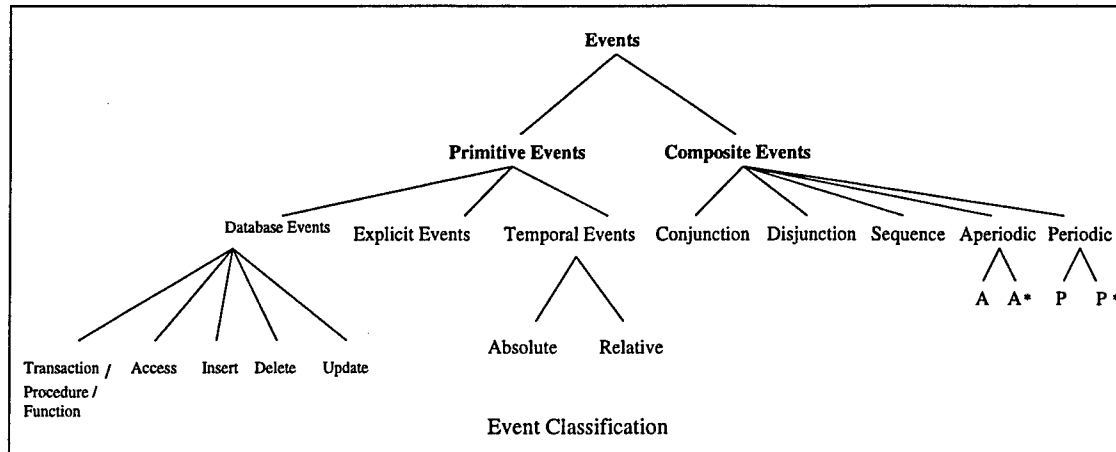 Events
Primitive Events Composite Events
Database Events Explicit Events Temporal Events Conjunction Disjunction Sequence Aperiodic Periodic
A A* P P*
Absolute Relative
Transaction / Access Insert Delete Update
Procedure /
Function
Event Classification